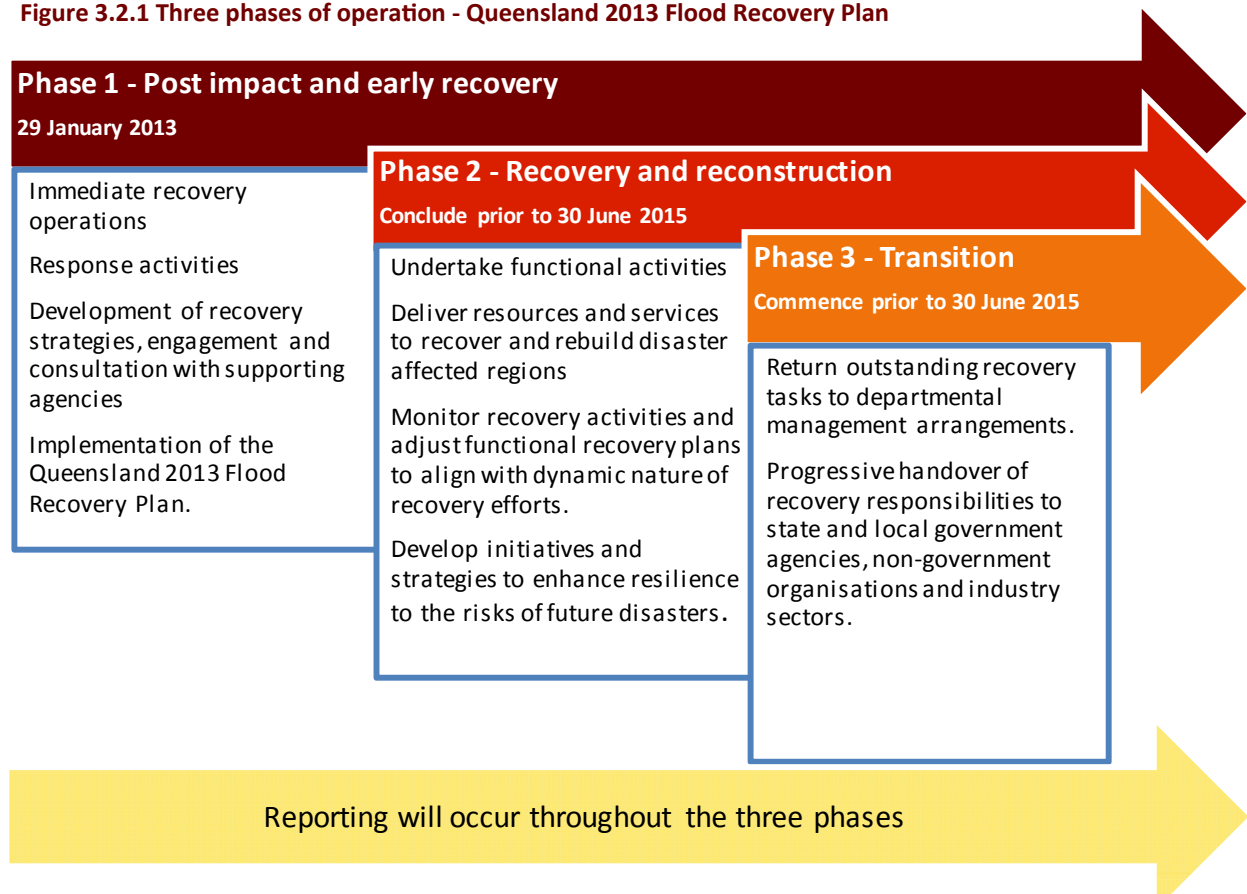 Figure 3.2.1 Three phases of operation - Queensland 2013 Flood Recovery Plan
Phase 1 - Post impact and early recovery
29 January 2013
Immediate recovery
operations
Response activities
Development of recovery
strategies, engagement and
consultation with supporting
agencies
Implementation of the
Queensland 2013 Flood
Recovery Plan.
Phase 2 - Recovery and reconstruction
Conclude prior to 30 June 2015
Undertake functional activities
Deliver resources and services
to recover and rebuild disaster
affected regions
Monitor recovery activities and
adjust functional recovery plans
to align with dynamic nature of
recovery efforts.
Develop initiatives and
strategies to enhance resilience
to the risks of future disasters.
Phase 3 - Transition
Commence prior to 30 June 2015
Return outstanding recovery
tasks to departmental
management arrangements.
Progressive handover of
recovery responsibilities to
state and local government
agencies, non-government
organisations and industry
sectors.
Reporting will occur throughout the three phases